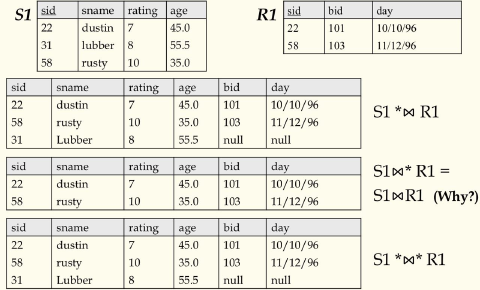 S1
sid sname rating age
22 dustin 7 45.0
31 lubber 8 55.5
58 rusty 10 35.0
R1
sid bid day
22 101 10/10/96
58 103 11/12/96
sid sname rating age bid day
22 dustin 7 45.0 101 10/10/96
58 rusty 10 35.0 103 11/12/96
31 Lubber 8 55.5 null null
S1 *⋈ R1
sid sname rating age bid day
22 dustin 7 45.0 101 10/10/96
58 rusty 10 35.0 103 11/12/96
S1⋈* R1 =
S1⋈R1 (Why?)
sid sname rating age bid day
22 dustin 7 45.0 101 10/10/96
58 rusty 10 35.0 103 11/12/96
31 Lubber 8 55.5 null null
S1 *⋈* R1